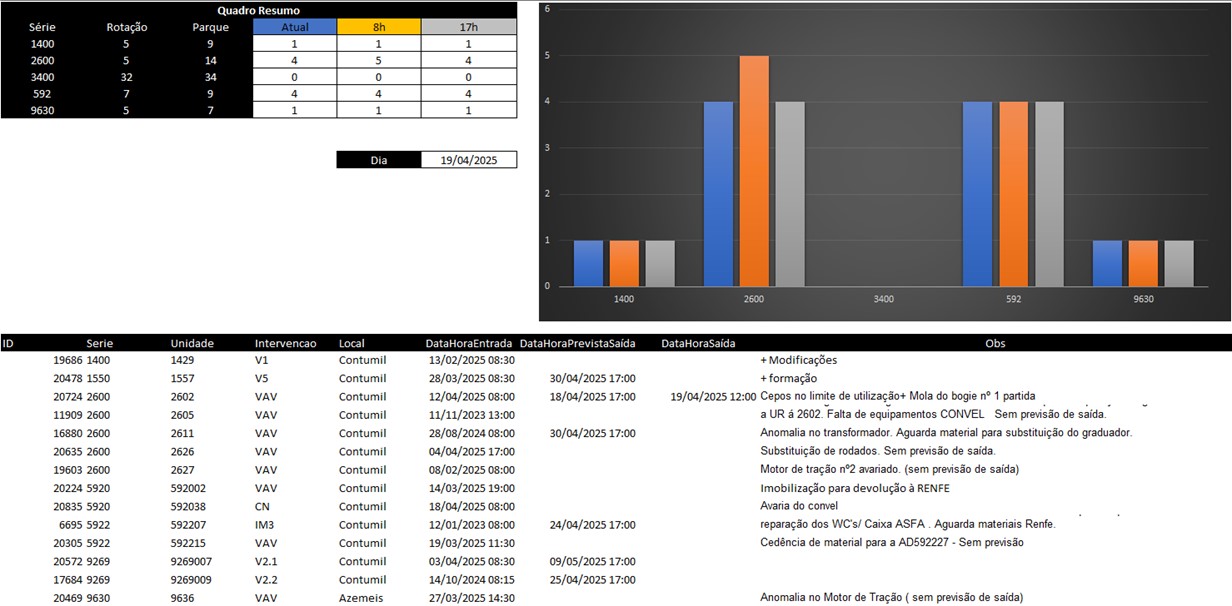 Quadro Resumo
Série Rotação Parque Atual 8h 17h
1400 5 9 1 1 1
2600 5 14 4 5 4
3400 32 34 0 0 0
592 7 9 4 4 4
9630 5 7 1 1 1
Dia 19/04/2025
6
5
4
3
2
1
0
1400 2600 3400 592 9630
ID Serie Unidade Intervencao Local DataHoraEntrada DataHoraPrevistaSaída DataHoraSaída Obs
19686 1400 1429 V1 Contumil 13/02/2025 08:30 + Modificações
20478 1550 1557 V5 Contumil 28/03/2025 08:30 30/04/2025 17:00 + formação
20724 2600 2602 VAV Contumil 12/04/2025 08:00 18/04/2025 17:00 19/04/2025 12:00 Cepos no limite de utilização+ Mola do bogie nº 1 partida
11909 2600 2605 VAV Contumil 11/11/2023 13:00 a UR á 2602. Falta de equipamentos CONVEL Sem previsão de saída.
16880 2600 2611 VAV Contumil 28/08/2024 08:00 30/04/2025 17:00 Anomalia no transformador. Aguarda material para substituição do graduador.
20635 2600 2626 VAV Contumil 04/04/2025 17:00 Substituição de rodados. Sem previsão de saída.
19603 2600 2627 VAV Contumil 08/02/2025 08:00 Motor de tração nº2 avariado. (sem previsão de saída)
20224 5920 592002 VAV Contumil 14/03/2025 19:00 Imobilização para devolução à RENFE
20835 5920 592038 CN Contumil 18/04/2025 08:00 Avaria do convel
6695 5922 592207 IM3 Contumil 12/01/2023 08:00 24/04/2025 17:00 reparação dos WC's/ Caixa ASFA . Aguarda materiais Renfe.
20305 5922 592215 VAV Contumil 19/03/2025 11:30 Cedência de material para a AD592227 - Sem previsão
20572 9269 9269007 V2.1 Contumil 03/04/2025 08:30 09/05/2025 17:00
17684 9269 9269009 V2.2 Contumil 14/10/2024 08:15 25/04/2025 17:00
20469 9630 9636 VAV Azemeis 27/03/2025 14:30 Anomalia no Motor de Tração ( sem previsão de saída)